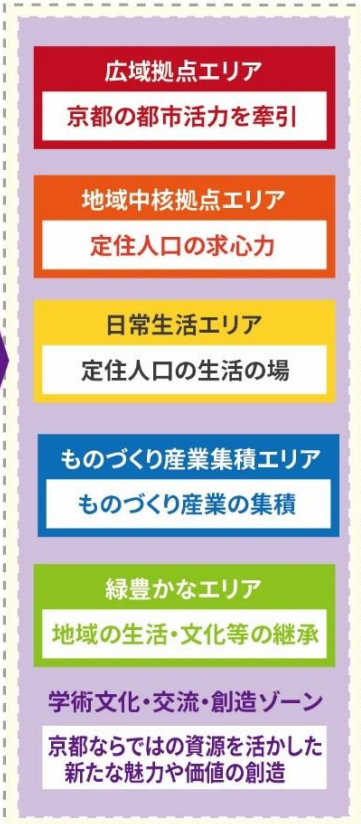 広域拠点エリア
京都の都市活力を牽引
地域中核拠点エリア
定住人口の求心力
日常生活エリア
定住人口の生活の場
ものづくり産業集積エリア
ものづくり産業の集積
緑豊かなエリア
地域の生活・文化等の継承
学術文化・交流・創造ゾーン
京都ならではの資源を活かした
新たな魅力や価値の創造